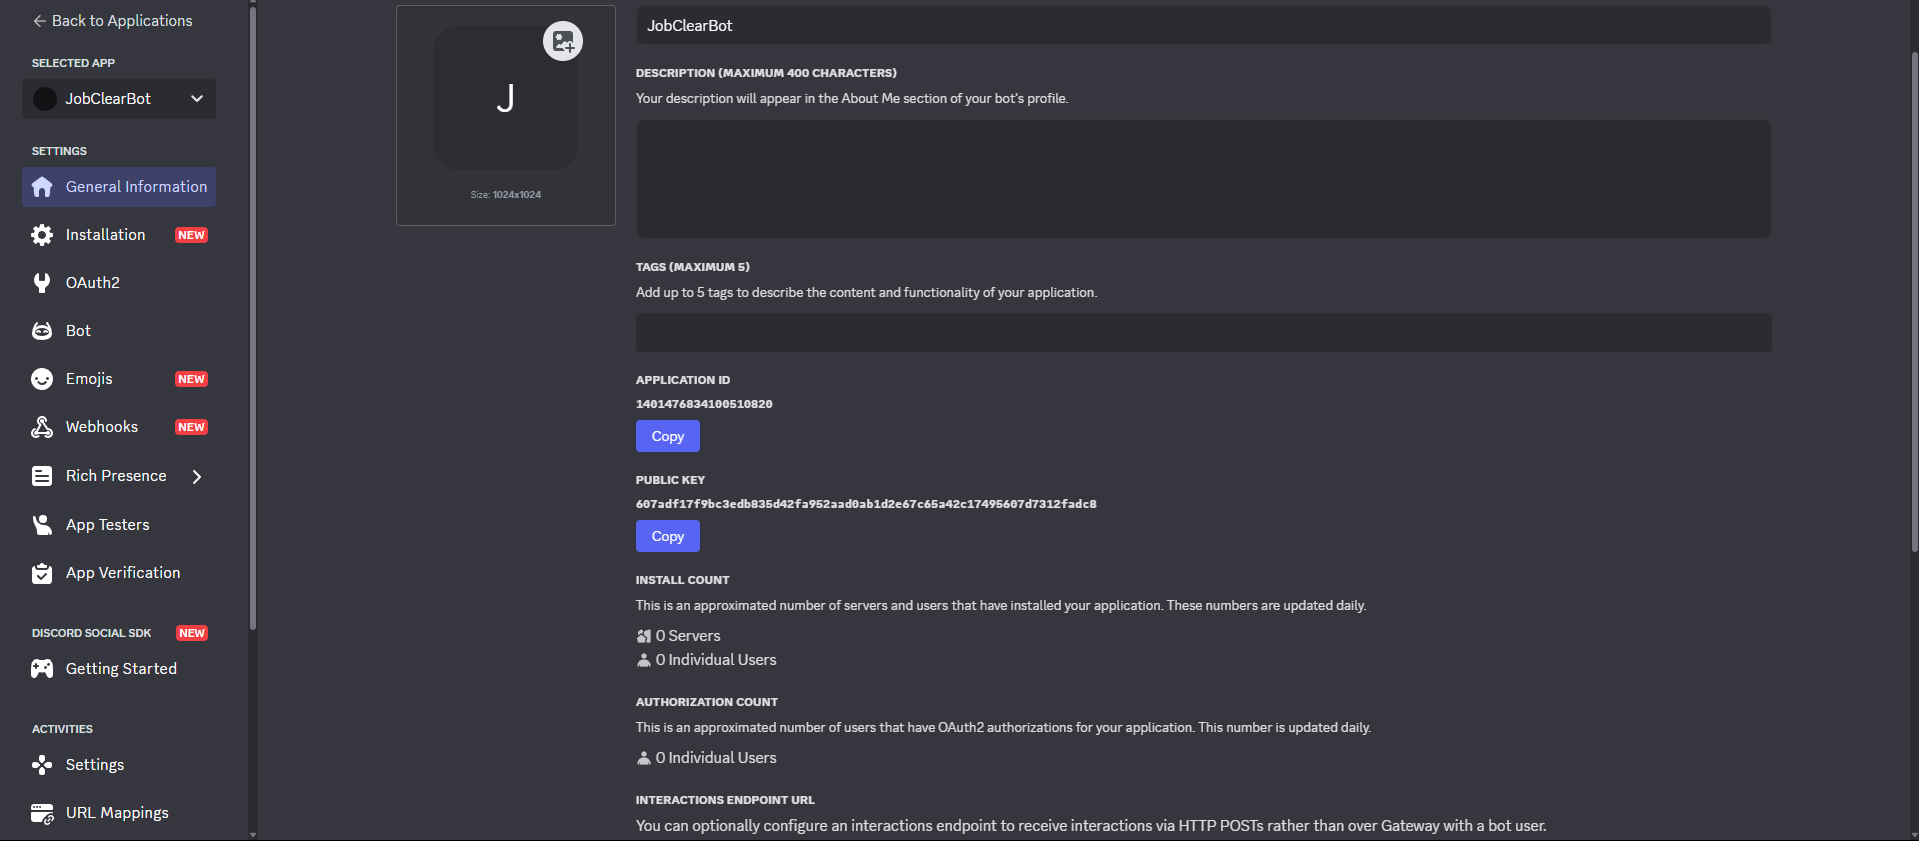 Back to Applications
SELECTED APP
JobClearBot
SETTINGS
General Information
Installation NEW
OAuth2
Bot
Emojis NEW
Webhooks NEW
Rich Presence
App Testers
App Verification
DISCORD SOCIAL SDK NEW
Getting Started
ACTIVITIES
Settings
URL Mappings
J
Size: 1024x1024
JobClearBot
DESCRIPTION (MAXIMUM 400 CHARACTERS)
Your description will appear in the About Me section of your bot's profile.
TAGS (MAXIMUM 5)
Add up to 5 tags to describe the content and functionality of your application.
APPLICATION ID
1401476834100510820
Copy
PUBLIC KEY
607adf17f9bc3edb835d42fa952aad0ab1d2e67c65a42c17495607d7312fadc8
Copy
INSTALL COUNT
This is an approximated number of servers and users that have installed your application. These numbers are updated daily.
0 Servers
0 Individual Users
AUTHORIZATION COUNT
This is an approximated number of users that have OAuth2 authorizations for your application. This number is updated daily.
0 Individual Users
INTERACTIONS ENDPOINT URL
You can optionally configure an interactions endpoint to receive interactions via HTTP POSTs rather than over Gateway with a bot user.